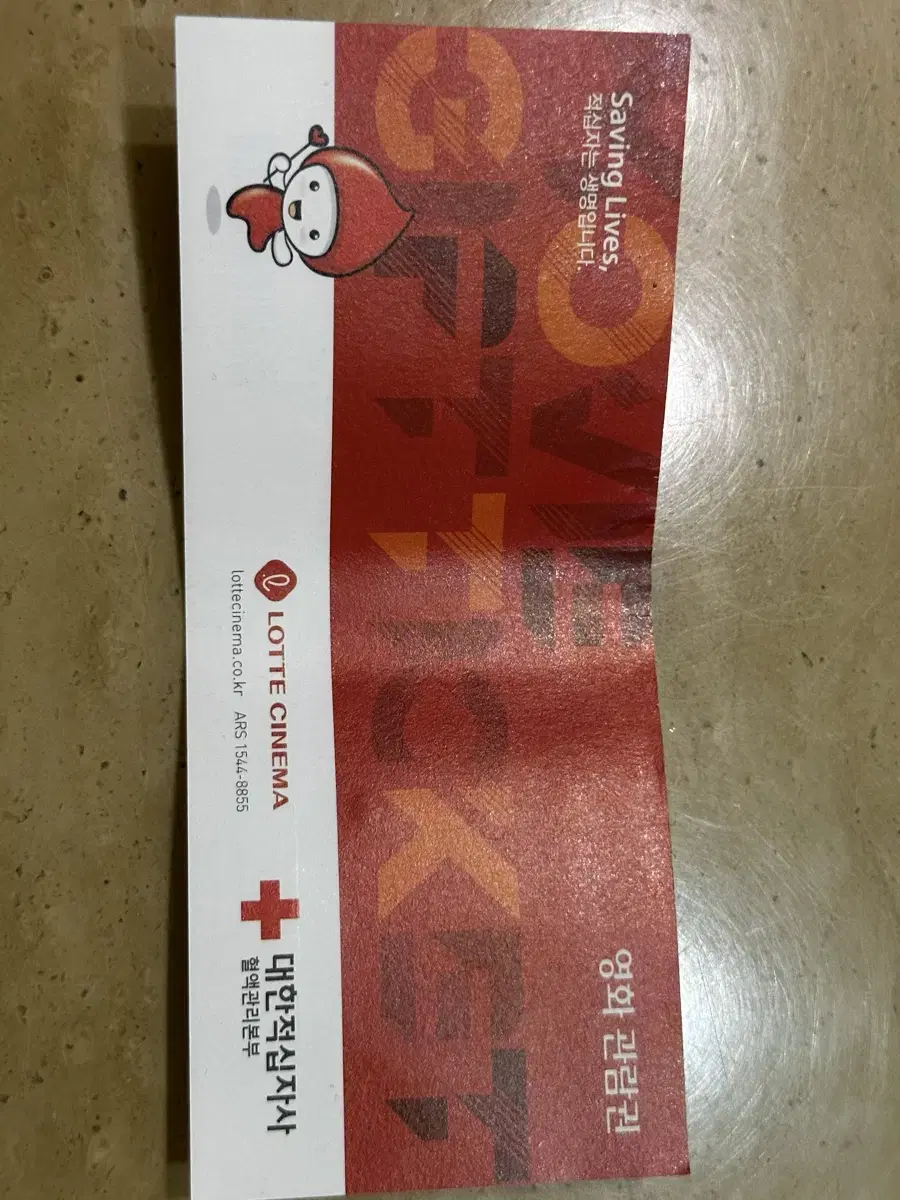 Saving Lives,
적십자는 생명입니다.
MOVIE
GIFT TICKET
영화 관람권
LOTTE CINEMA
lottecinema.co.kr ARS 1544-8855
대한적십자사
혈액관리본부